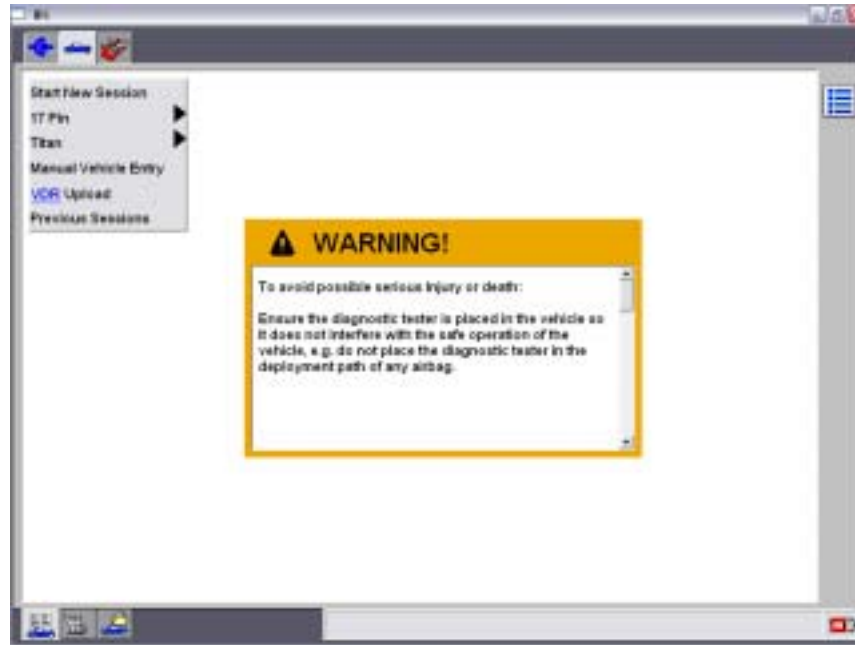 Start New Session
17 Pin
Titan
Manual Vehicle Entry
VDR Upload
Previous Sessions
WARNING!
To avoid possible serious injury or death:
Ensure the diagnostic tester is placed in the vehicle so
it does not interfere with the safe operation of the
vehicle, e.g. do not place the diagnostic tester in the
deployment path of any airbag.